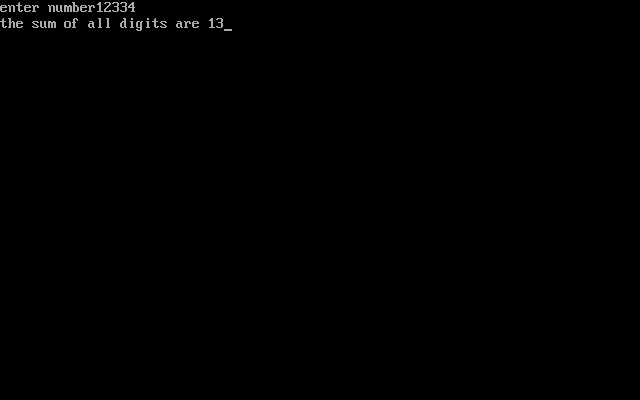 enter number12334
the sum of all digits are 13_